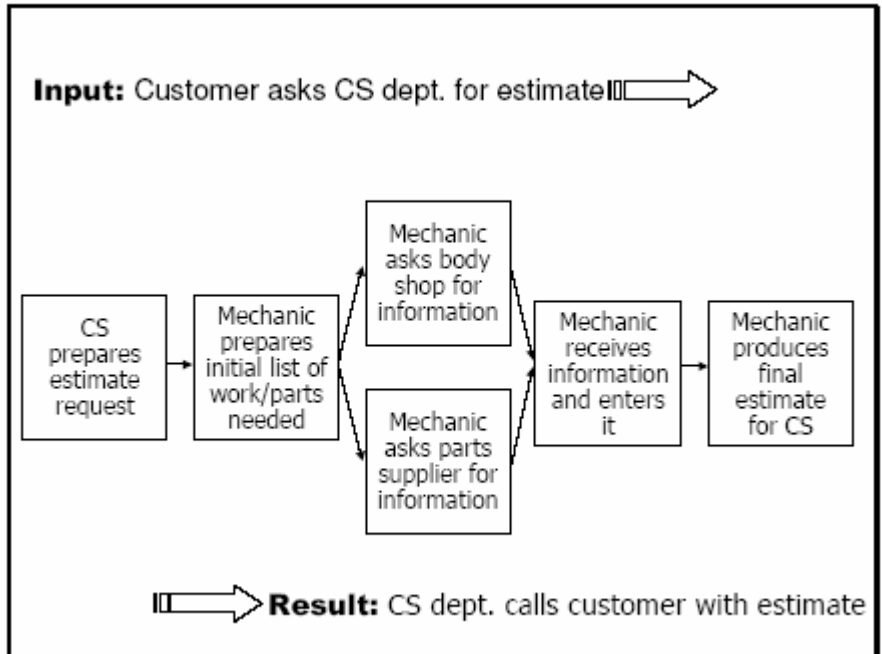 Input: Customer asks CS dept. for estimate
CS
prepares
estimate
request
Mechanic
prepares
initial list of
work/parts
needed
Mechanic
asks body
shop for
information
Mechanic
asks parts
supplier for
information
Mechanic
receives
information
and enters
it
Mechanic
produces
final
estimate
for CS
Result: CS dept. calls customer with estimate